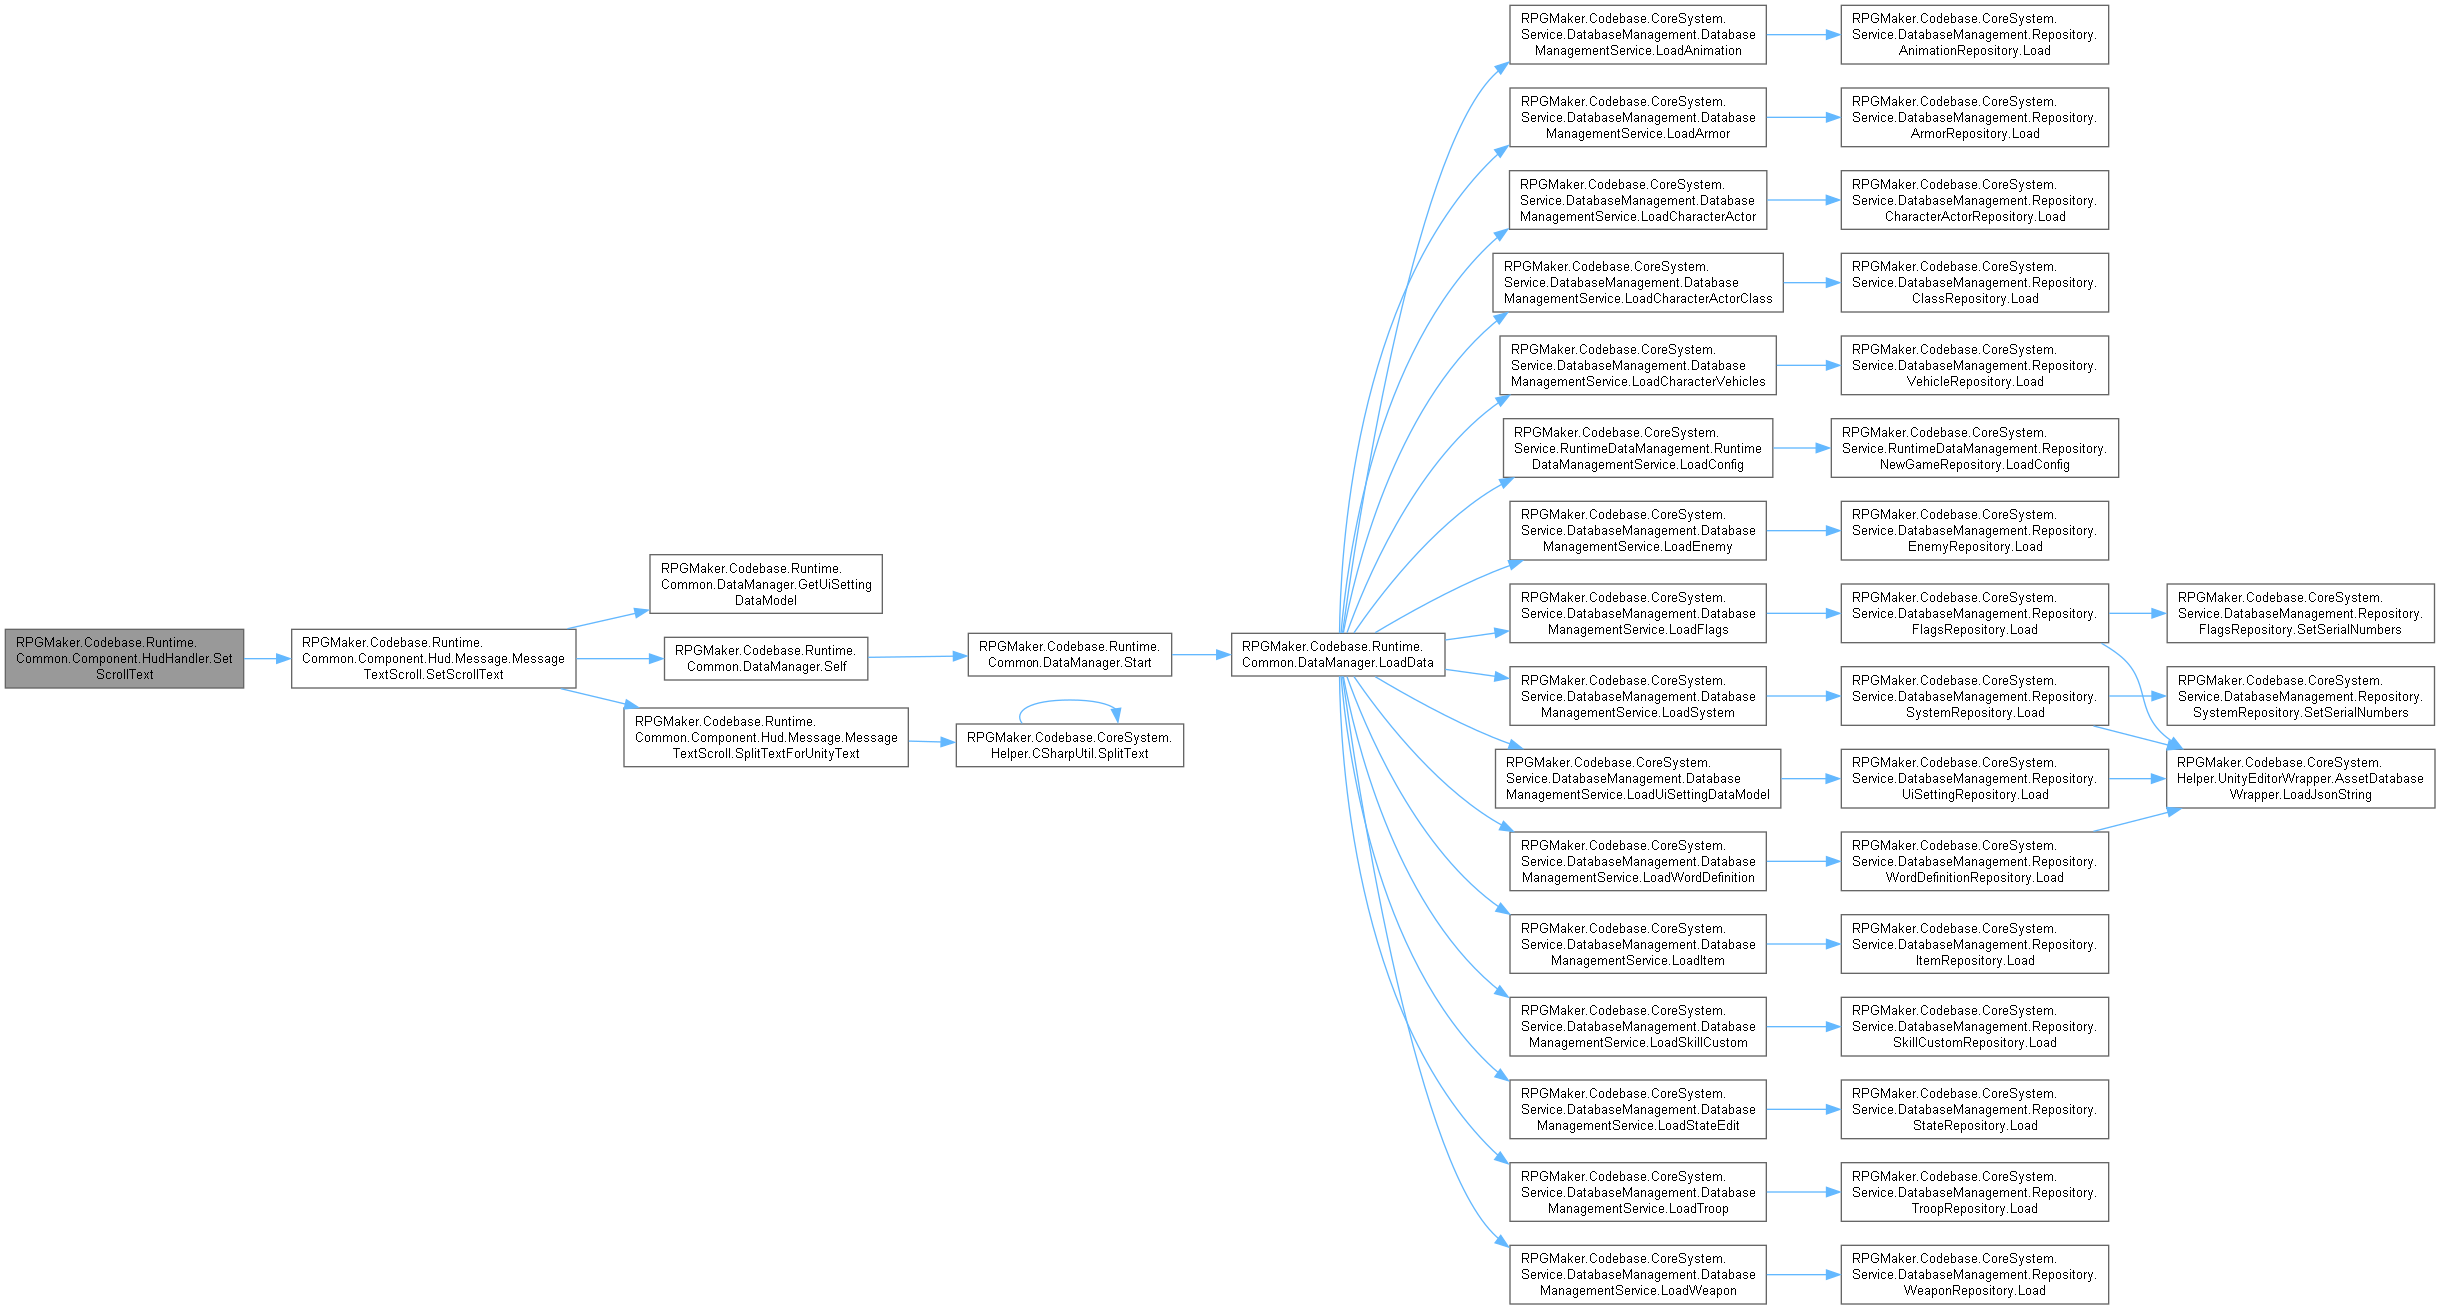 RPGMaker.Codebase.Runtime.
Common.Component.HudHandler.Set
ScrollText
RPGMaker.Codebase.Runtime.
Common.Component.Hud.Message.Message
TextScroll.SetScrollText
RPGMaker.Codebase.Runtime.
Common.DataManager.GetUiSetting
DataModel
RPGMaker.Codebase.Runtime.
Common.DataManager.Self
RPGMaker.Codebase.Runtime.
Common.Component.Hud.Message.Message
TextScroll.SplitTextForUnityText
RPGMaker.Codebase.Runtime.
Common.DataManager.Start
RPGMaker.Codebase.CoreSystem.
Helper.CSharpUtil.SplitText
RPGMaker.Codebase.Runtime.
Common.DataManager.LoadData
RPGMaker.Codebase.CoreSystem.
Service.DatabaseManagement.Database
ManagementService.LoadAnimation
RPGMaker.Codebase.CoreSystem.
Service.DatabaseManagement.Repository.
AnimationRepository.Load
RPGMaker.Codebase.CoreSystem.
Service.DatabaseManagement.Database
ManagementService.LoadArmor
RPGMaker.Codebase.CoreSystem.
Service.DatabaseManagement.Repository.
ArmorRepository.Load
RPGMaker.Codebase.CoreSystem.
Service.DatabaseManagement.Database
ManagementService.LoadCharacterActor
RPGMaker.Codebase.CoreSystem.
Service.DatabaseManagement.Repository.
CharacterActorRepository.Load
RPGMaker.Codebase.CoreSystem.
Service.DatabaseManagement.Database
ManagementService.LoadCharacterActorClass
RPGMaker.Codebase.CoreSystem.
Service.DatabaseManagement.Repository.
ClassRepository.Load
RPGMaker.Codebase.CoreSystem.
Service.DatabaseManagement.Database
ManagementService.LoadCharacterVehicles
RPGMaker.Codebase.CoreSystem.
Service.DatabaseManagement.Repository.
VehicleRepository.Load
RPGMaker.Codebase.CoreSystem.
Service.RuntimeDataManagement.Runtime
DataManagementService.LoadConfig
RPGMaker.Codebase.CoreSystem.
Service.RuntimeDataManagement.Repository.
NewGameRepository.LoadConfig
RPGMaker.Codebase.CoreSystem.
Service.DatabaseManagement.Database
ManagementService.LoadEnemy
RPGMaker.Codebase.CoreSystem.
Service.DatabaseManagement.Repository.
EnemyRepository.Load
RPGMaker.Codebase.CoreSystem.
Service.DatabaseManagement.Database
ManagementService.LoadFlags
RPGMaker.Codebase.CoreSystem.
Service.DatabaseManagement.Repository.
FlagsRepository.Load
RPGMaker.Codebase.CoreSystem.
Service.DatabaseManagement.Repository.
FlagsRepository.SetSerialNumbers
RPGMaker.Codebase.CoreSystem.
Service.DatabaseManagement.Database
ManagementService.LoadSystem
RPGMaker.Codebase.CoreSystem.
Service.DatabaseManagement.Repository.
SystemRepository.Load
RPGMaker.Codebase.CoreSystem.
Service.DatabaseManagement.Repository.
SystemRepository.SetSerialNumbers
RPGMaker.Codebase.CoreSystem.
Service.DatabaseManagement.Database
ManagementService.LoadUiSettingDataModel
RPGMaker.Codebase.CoreSystem.
Service.DatabaseManagement.Repository.
UiSettingRepository.Load
RPGMaker.Codebase.CoreSystem.
Helper.UnityEditorWrapper.AssetDatabase
Wrapper.LoadJsonString
RPGMaker.Codebase.CoreSystem.
Service.DatabaseManagement.Database
ManagementService.LoadWordDefinition
RPGMaker.Codebase.CoreSystem.
Service.DatabaseManagement.Repository.
WordDefinitionRepository.Load
RPGMaker.Codebase.CoreSystem.
Service.DatabaseManagement.Database
ManagementService.LoadItem
RPGMaker.Codebase.CoreSystem.
Service.DatabaseManagement.Repository.
ItemRepository.Load
RPGMaker.Codebase.CoreSystem.
Service.DatabaseManagement.Database
ManagementService.LoadSkillCustom
RPGMaker.Codebase.CoreSystem.
Service.DatabaseManagement.Repository.
SkillCustomRepository.Load
RPGMaker.Codebase.CoreSystem.
Service.DatabaseManagement.Database
ManagementService.LoadStateEdit
RPGMaker.Codebase.CoreSystem.
Service.DatabaseManagement.Repository.
StateRepository.Load
RPGMaker.Codebase.CoreSystem.
Service.DatabaseManagement.Database
ManagementService.LoadTroop
RPGMaker.Codebase.CoreSystem.
Service.DatabaseManagement.Repository.
TroopRepository.Load
RPGMaker.Codebase.CoreSystem.
Service.DatabaseManagement.Database
ManagementService.LoadWeapon
RPGMaker.Codebase.CoreSystem.
Service.DatabaseManagement.Repository.
WeaponRepository.Load